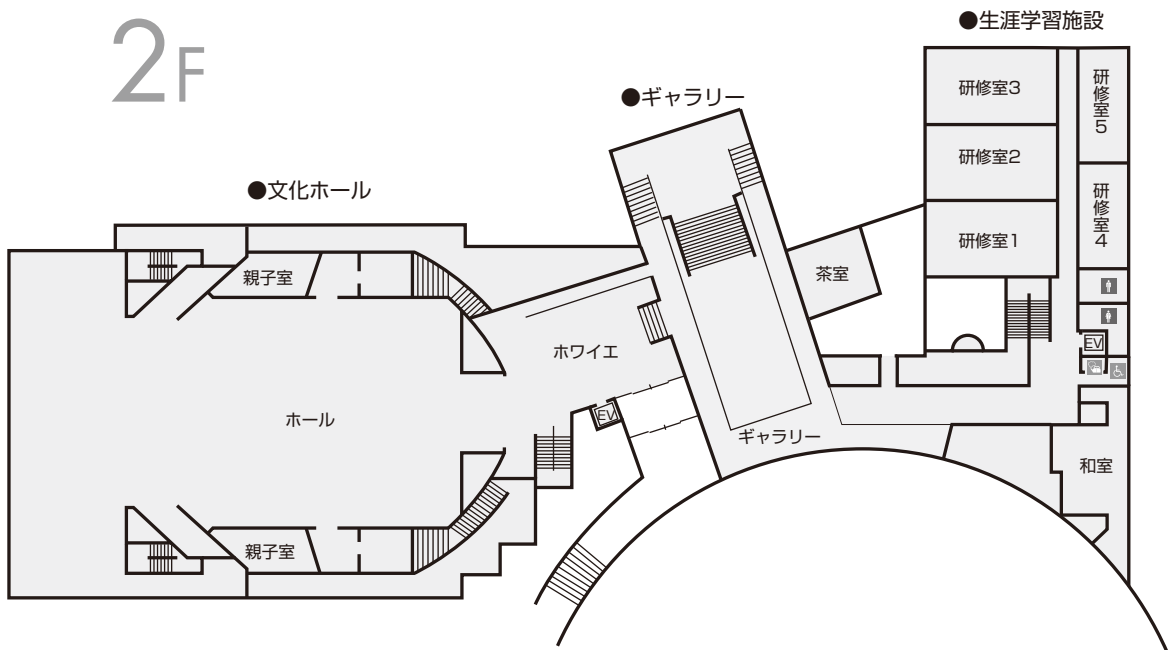 2F
●生涯学習施設
●ギャラリー
●文化ホール
研修室3
研修室5
研修室2
研修室4
研修室1
親子室
茶室
EV
ホワイエ
EV
ホール
ギャラリー
和室
親子室